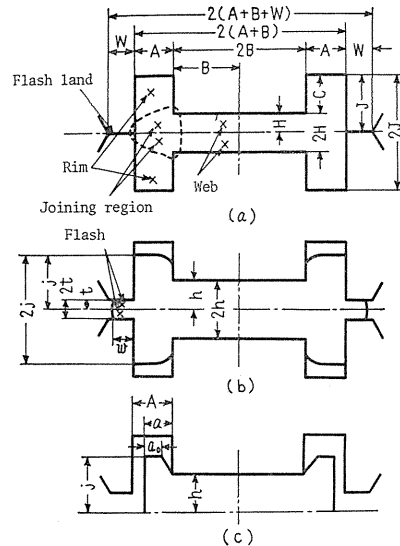 2(A+B+W)
2(A+B)
W A 2B A W
B
Flash land
C J
H 2H 2J
Rim
Web
Joining region
(a)
Flash
j 2j 2t t
h 2h
m
(b)
A
a
a₀
j h
(c)